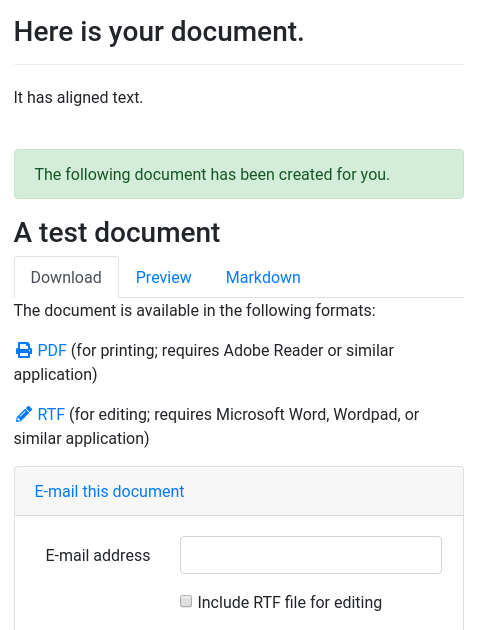 Here is your document.
It has aligned text.
The following document has been created for you.
A test document
Download Preview Markdown
The document is available in the following formats:
PDF (for printing; requires Adobe Reader or similar
application)
RTF (for editing; requires Microsoft Word, Wordpad, or
similar application)
E-mail this document
E-mail address
Include RTF file for editing